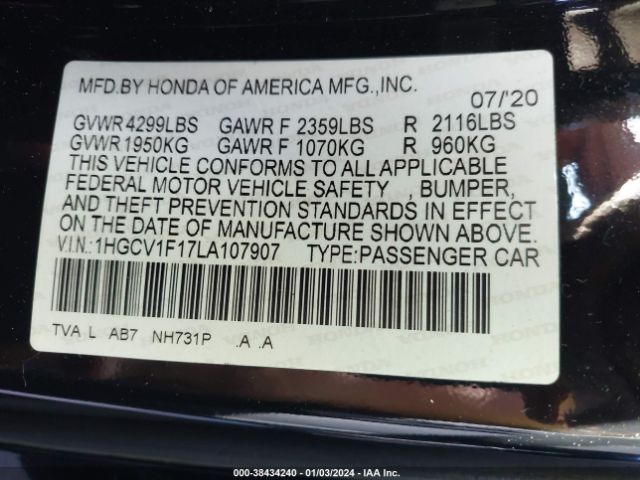 MFD.BY HONDA OF AMERICA MFG.,INC.
07/'20
GVWR 4299LBS GAWR F 2359LBS R 2116LBS
GVWR 1950KG GAWR F 1070KG R 960KG
THIS VEHICLE CONFORMS TO ALL APPLICABLE
FEDERAL MOTOR VEHICLE SAFETY , BUMPER,
AND THEFT PREVENTION STANDARDS IN EFFECT
ON THE DATE OF MANUFACTURE SHOWN ABOVE.
V.I.N.:1HGCV1F17LA107907 TYPE:PASSENGER CAR
TVA L AB7 NH731P .A .A
000-38434240 - 01/03/2024 - IAA Inc.